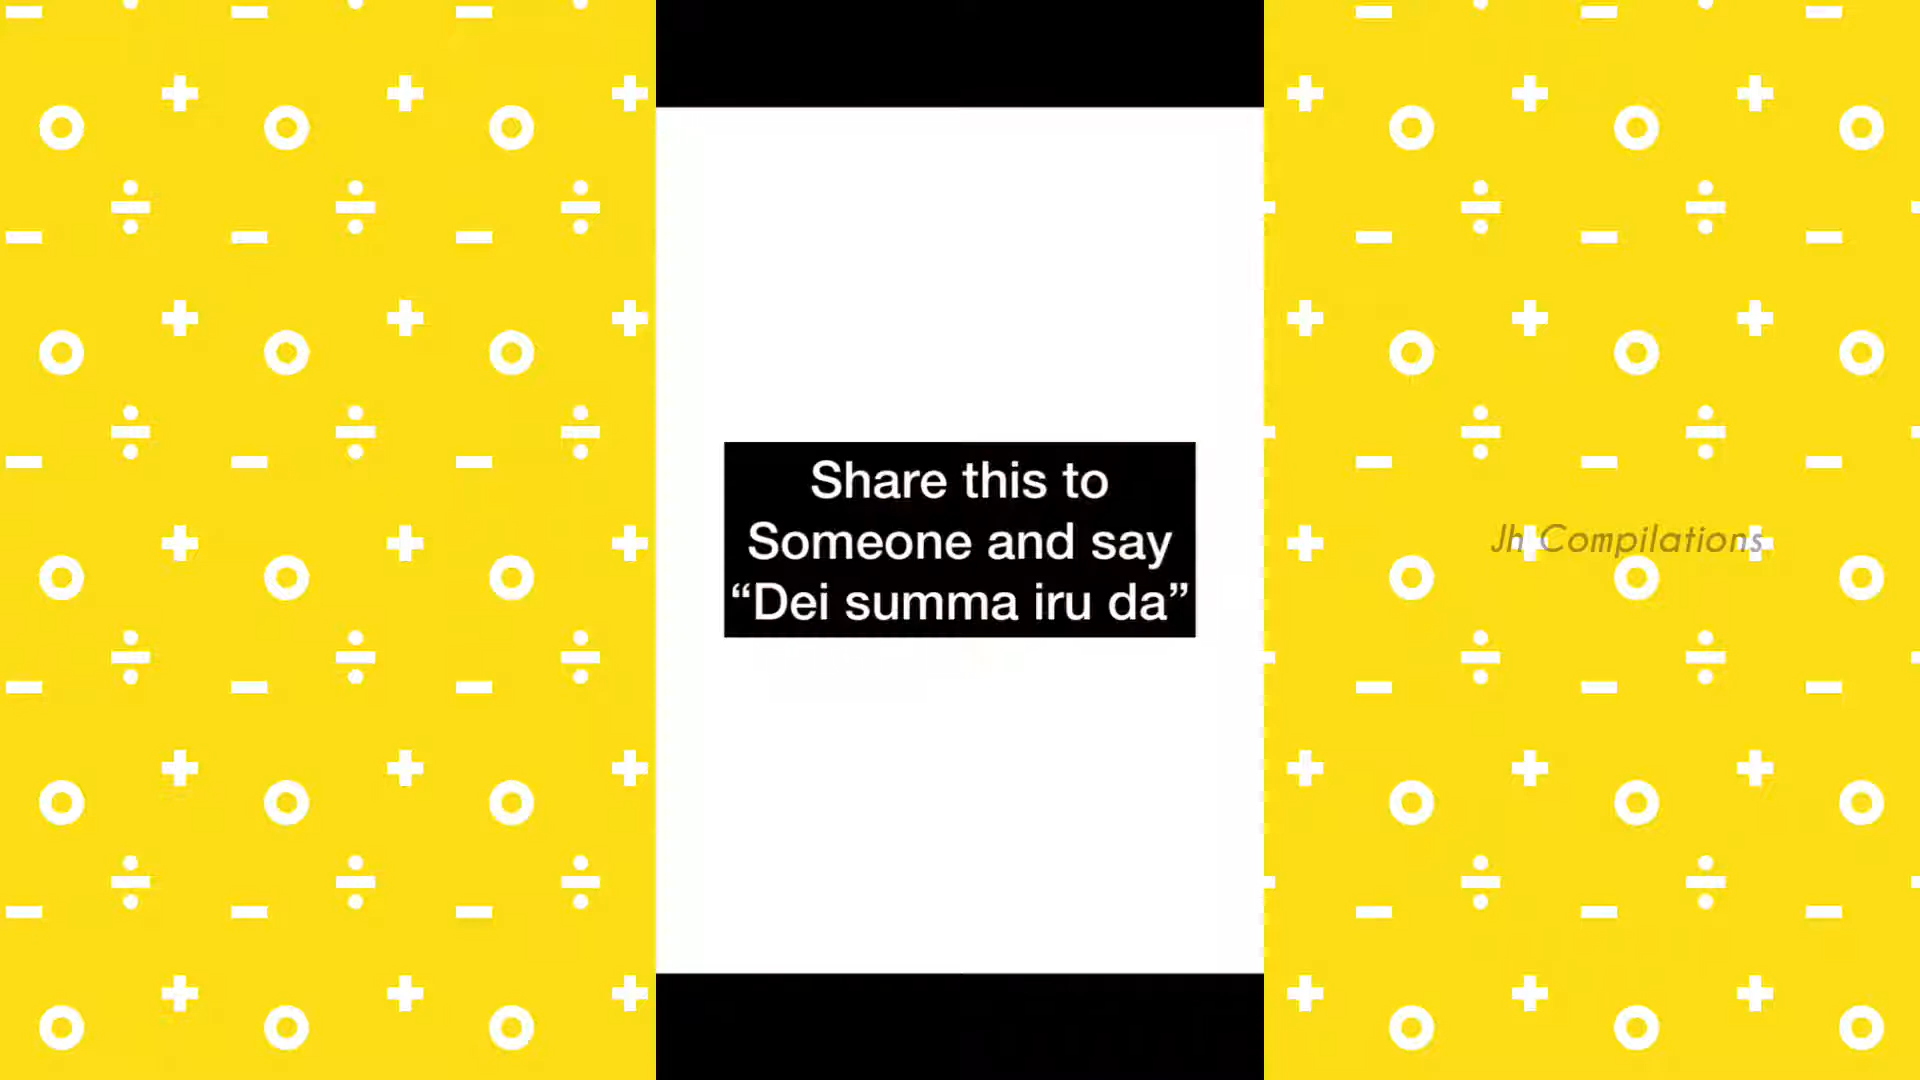 Share this to
Someone and say
“Dei summa iru da”
Jh Compilations